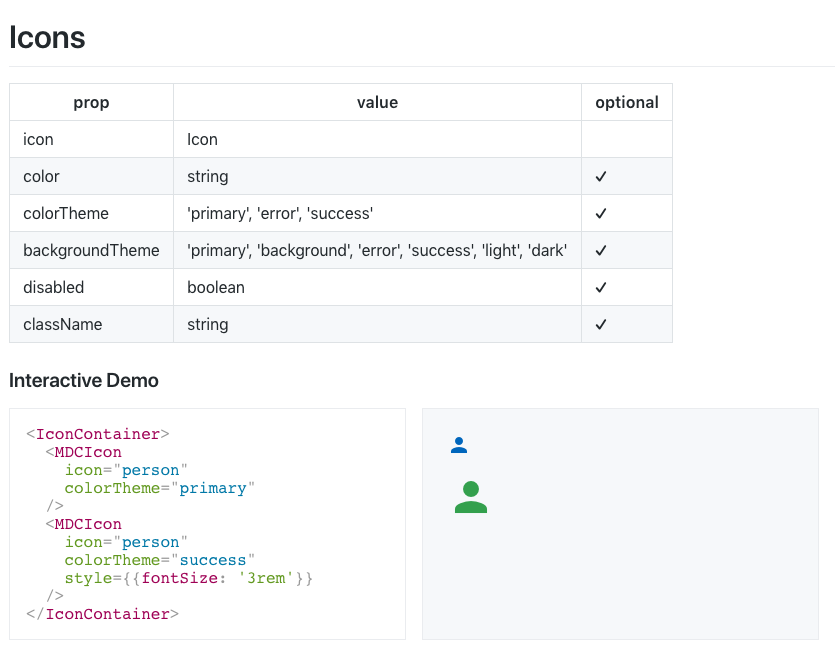 Icons
prop value optional
icon Icon
color string ✓
colorTheme 'primary', 'error', 'success' ✓
backgroundTheme 'primary', 'background', 'error', 'success', 'light', 'dark' ✓
disabled boolean ✓
className string ✓
Interactive Demo
<IconContainer>
  <MDCIcon
    icon="person"
    colorTheme="primary"
  />
  <MDCIcon
    icon="person"
    colorTheme="success"
    style={{fontSize: '3rem'}}
  />
</IconContainer>